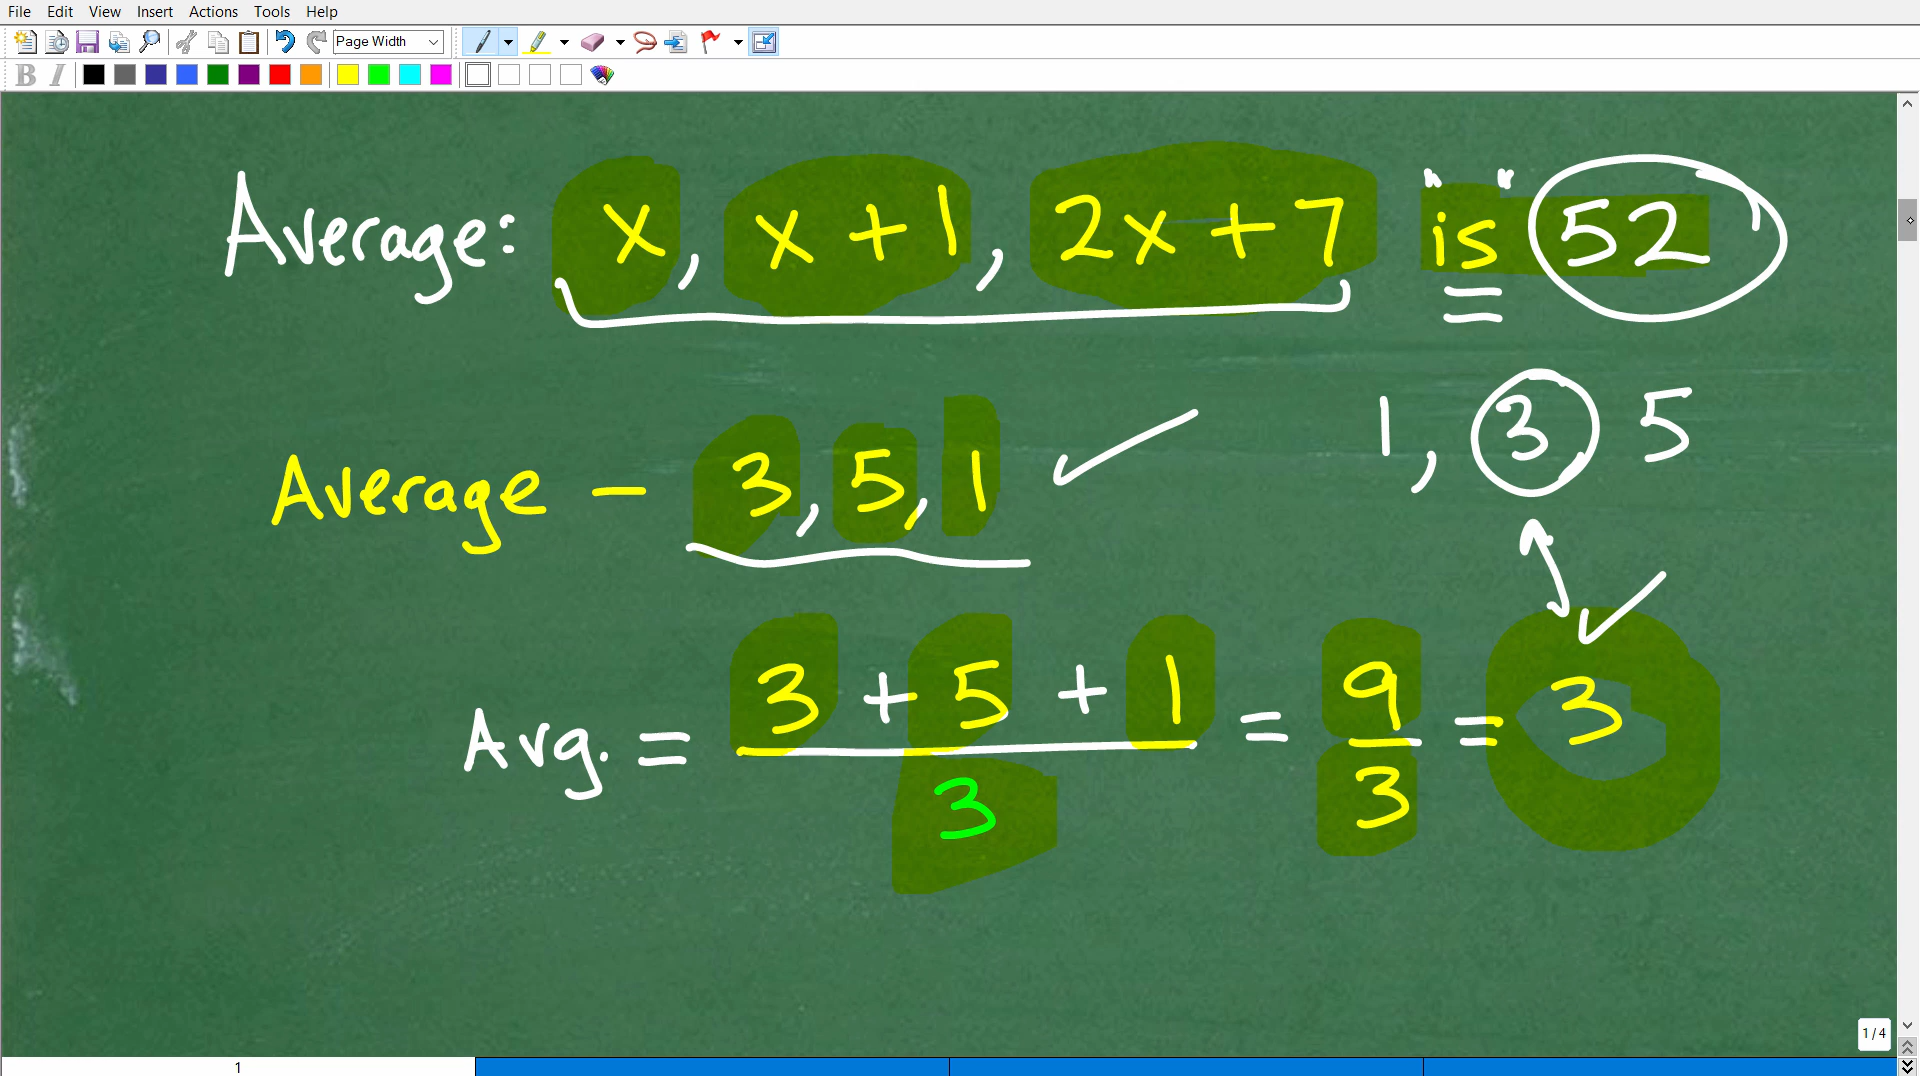 File Edit View Insert Actions Tools Help
Page Width
B I
Average: x, x + 1, 2x + 7 "is" 52
1, 3 5
Average - 3, 5, 1
Avg. = 3 + 5 + 1 = 9 = 3
3 3
1 / 4
1